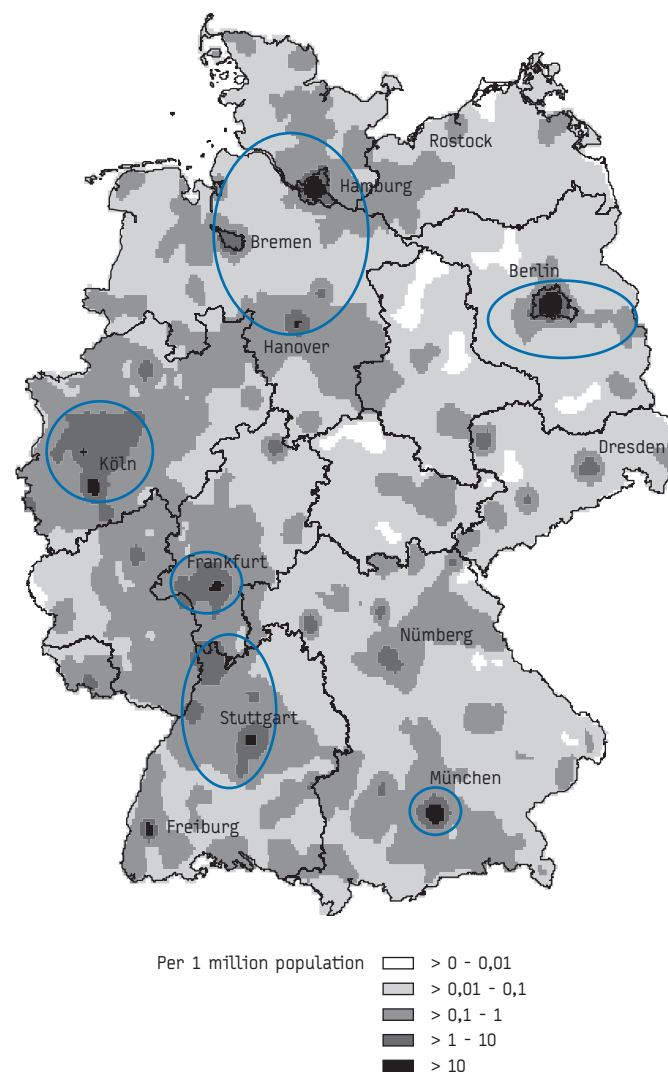 Rostock
Hamburg
Bremen
Berlin
Hanover
Köln
Dresden
Frankfurt
Nümberg
Stuttgart
München
Freiburg
Per 1 million population
> 0 - 0,01
> 0,01 - 0,1
> 0,1 - 1
> 1 - 10
> 10